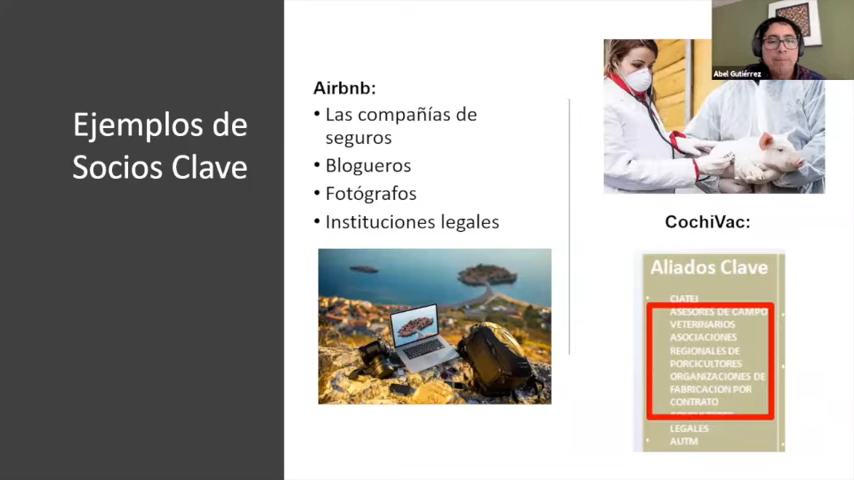 Ejemplos de
Socios Clave
Airbnb:
• Las compañías de
seguros
• Blogueros
• Fotógrafos
• Instituciones legales
Abel Gutiérrez
CochiVac:
Aliados Clave
• CIATEJ
ASESORES DE CAMPO
VETERINARIOS
ASOCIACIONES
REGIONALES DE
PORCICULTORES
ORGANIZACIONES DE
FABRICACION POR
CONTRATO
LEGALES
• AUTM